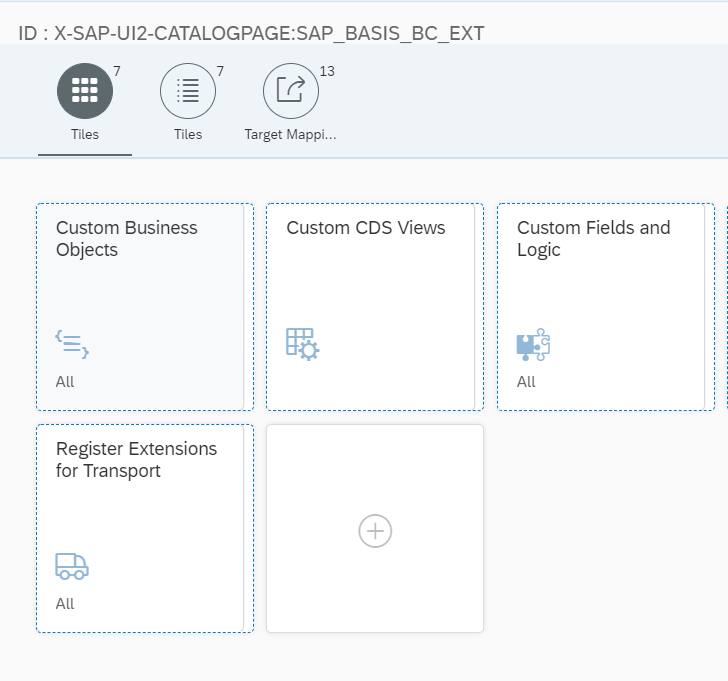 ID : X-SAP-UI2-CATALOGPAGE:SAP_BASIS_BC_EXT
7
7
13
Tiles
Tiles
Target Mappi...
Custom Business
Objects
All
Custom CDS Views
Custom Fields and
Logic
All
Register Extensions
for Transport
All